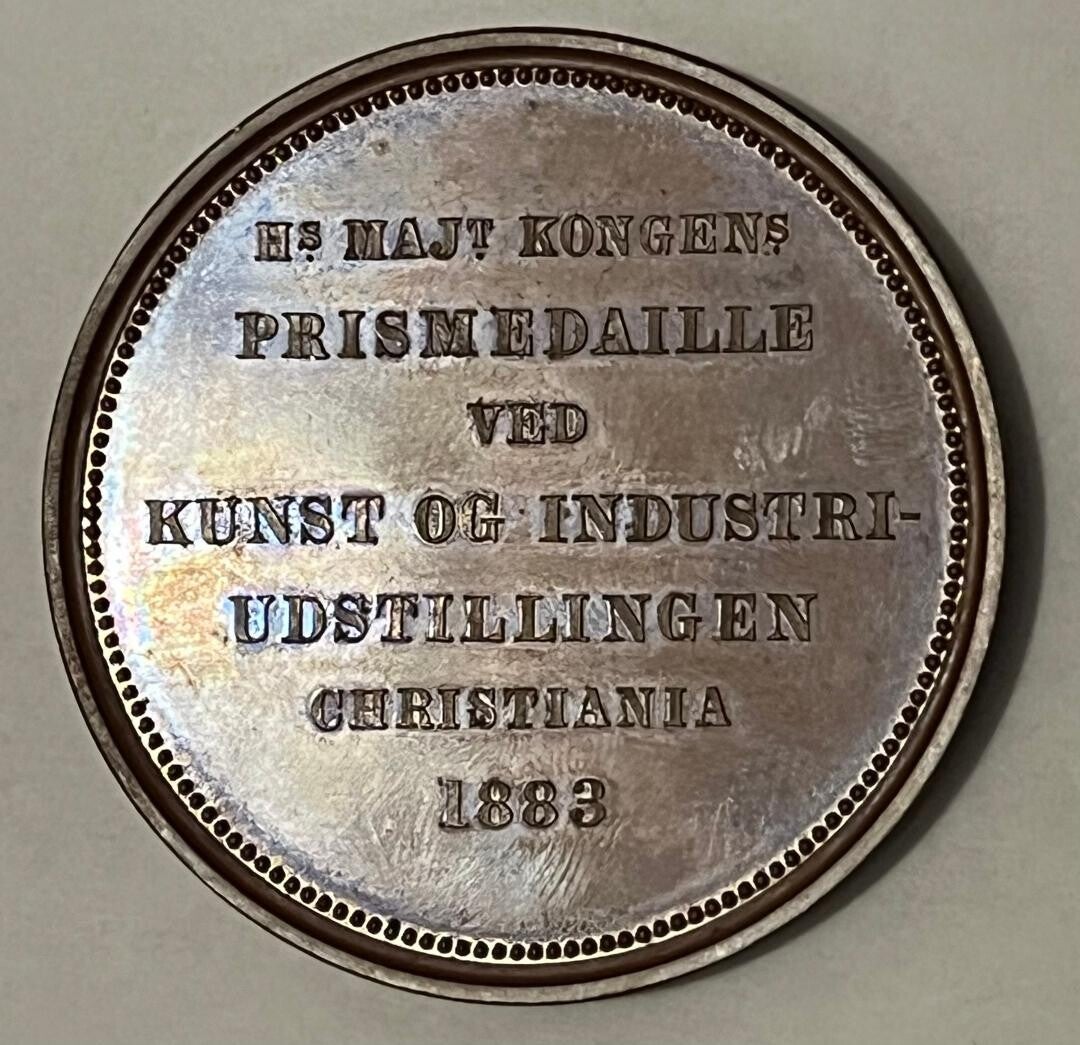 Hs. MAJT. KONGENs.
PRISMEDAILLE
VED
KUNST OG INDUSTRI-
UDSTILLINGEN
CHRISTIANIA
1883